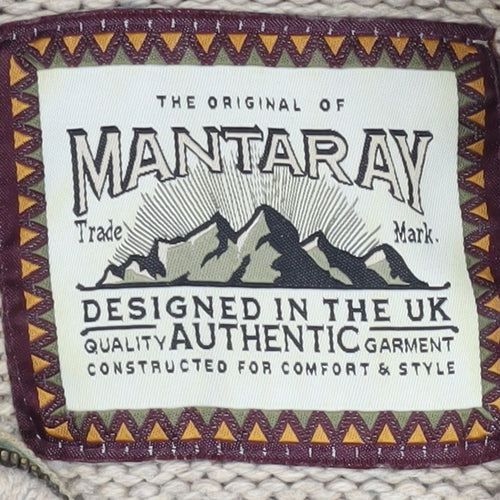 THE ORIGINAL OF
MANTARAY
Trade Mark.
DESIGNED IN THE UK
QUALITY AUTHENTIC GARMENT
CONSTRUCTED FOR COMFORT & STYLE